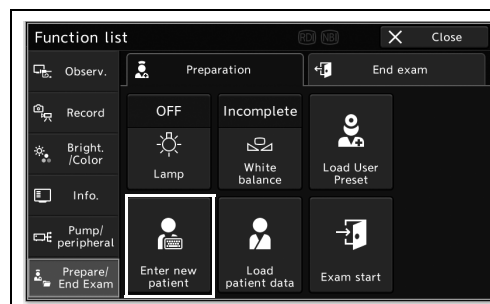 Function list
RDI NBI
Close
Observ.
Record
Bright.
/Color
Info.
Pump/
peripheral
Prepare/
End Exam
Preparation
End exam
OFF
Lamp
Incomplete
White
balance
Load User
Preset
Enter new
patient
Load
patient data
Exam start